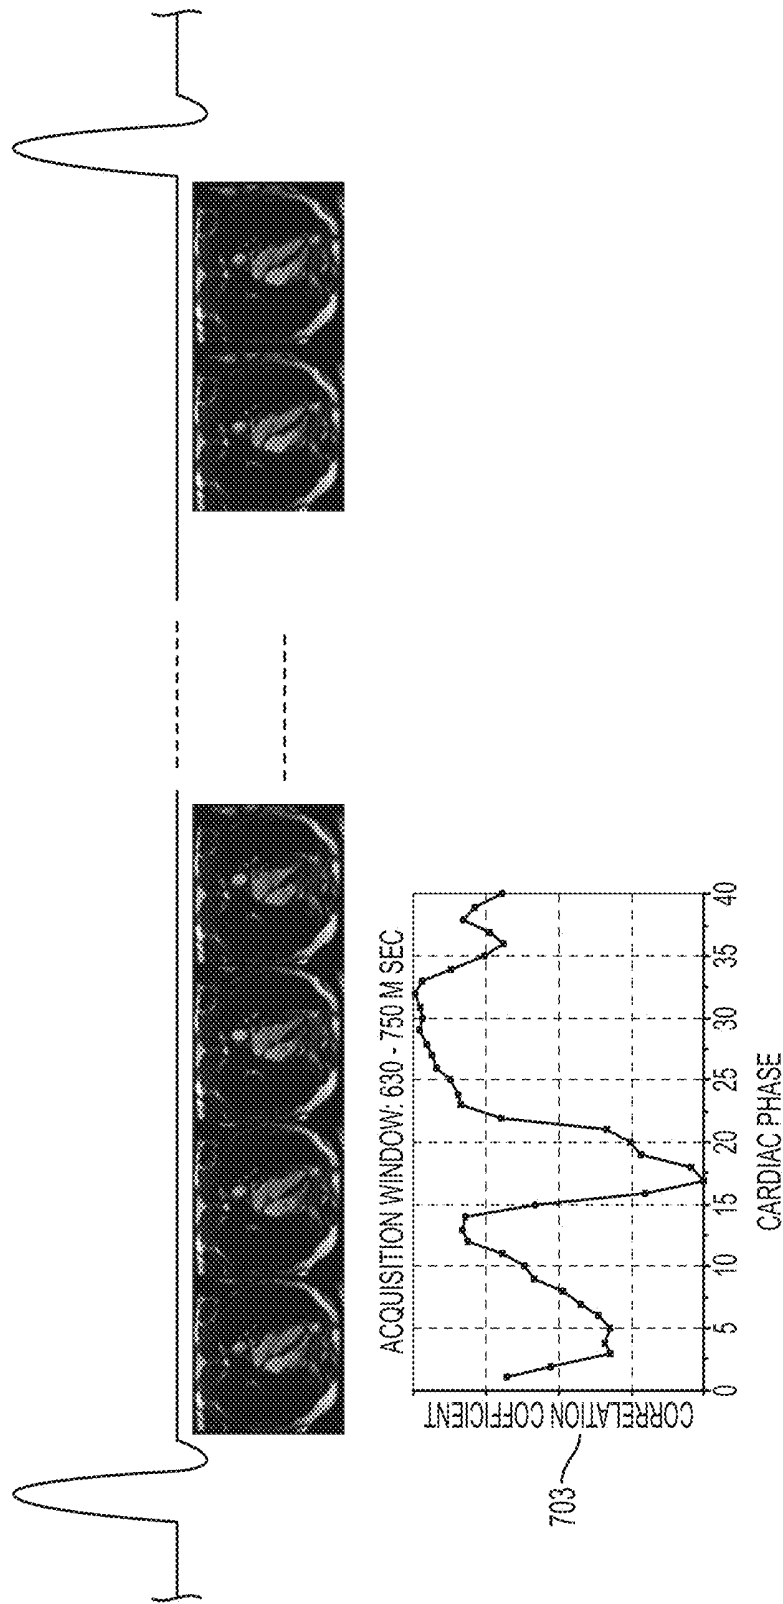 ACQUISITION WINDOW: 630 - 750 M SEC
CORRELATION COFFICIENT
703
0 5 10 15 20 25 30 35 40
CARDIAC PHASE